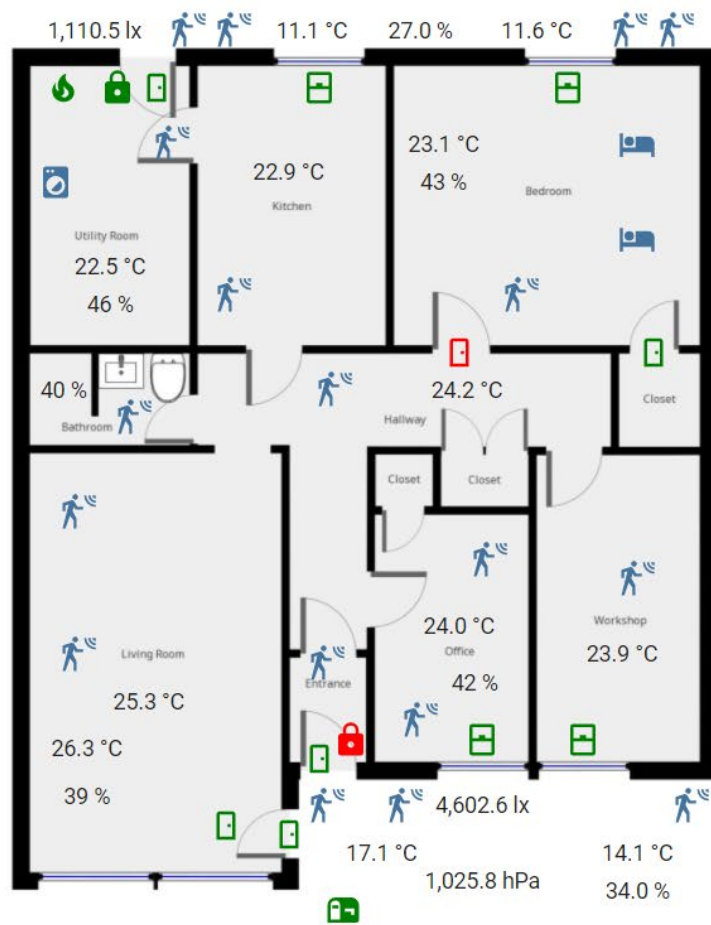 1,110.5 lx
11.1 °C
27.0 %
11.6 °C
23.1 °C
43 %
Bedroom
22.9 °C
Kitchen
Utility Room
22.5 °C
46 %
40 %
Bathroom
24.2 °C
Hallway
Closet
Closet
Closet
Living Room
25.3 °C
26.3 °C
39 %
Entrance
24.0 °C
Office
42 %
Workshop
23.9 °C
4,602.6 lx
17.1 °C
14.1 °C
1,025.8 hPa
34.0 %